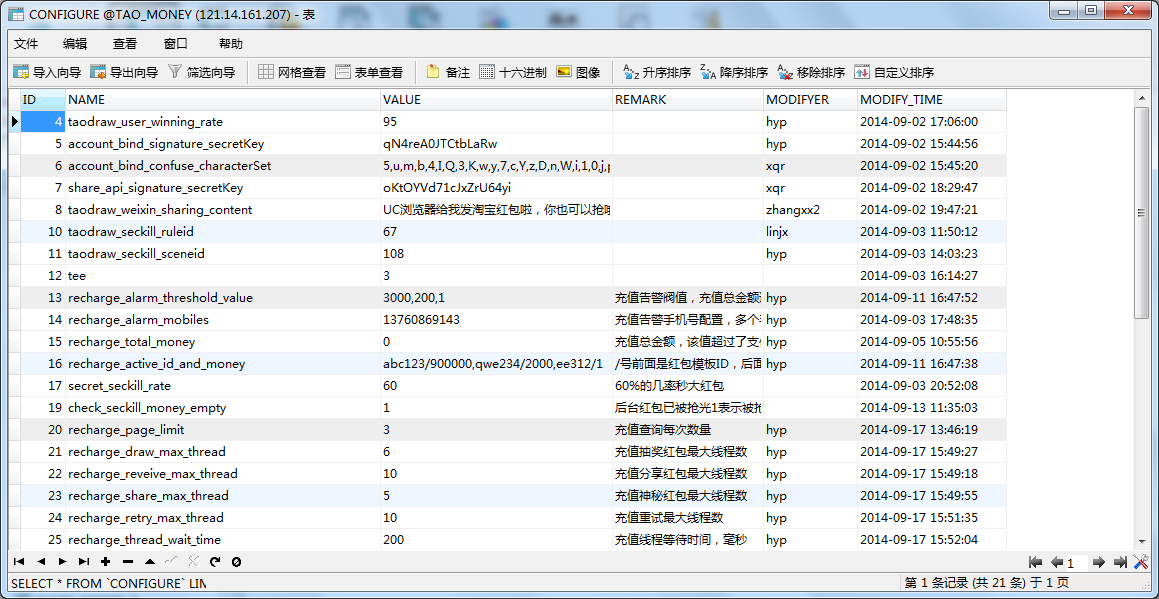 CONFIGURE @TAO_MONEY (121.14.161.207) - 表
文件 编辑 查看 窗口 帮助
导入向导 导出向导 筛选向导 网格查看 表单查看 备注 十六进制 图像 升序排序 降序排序 移除排序 自定义排序
ID NAME VALUE REMARK MODIFYER MODIFY_TIME
4 taodraw_user_winning_rate 95 hyp 2014-09-02 17:06:00
5 account_bind_signature_secretKey qN4reA0JTCtbLaRw hyp 2014-09-02 15:44:56
6 account_bind_confuse_characterSet 5,u,m,b,4,I,Q,3,K,w,y,7,c,Y,z,D,n,W,i,1,0,j, xqr 2014-09-02 15:45:20
7 share_api_signature_secretKey oKtOYVd71cJxZrU64yi xqr 2014-09-02 18:29:47
8 taodraw_weixin_sharing_content UC浏览器给我发淘宝红包啦，你也可以抢 zhangxx2 2014-09-02 19:47:21
10 taodraw_seckill_ruleid 67 linjx 2014-09-03 11:50:12
11 taodraw_seckill_sceneid 108 hyp 2014-09-03 14:03:23
12 tee 3 2014-09-03 16:14:27
13 recharge_alarm_threshold_value 3000,200,1 充值告警阀值，充值总金额 hyp 2014-09-11 16:47:52
14 recharge_alarm_mobiles 13760869143 充值告警手机号配置，多个 hyp 2014-09-03 17:48:35
15 recharge_total_money 0 充值总金额，该值超过了支 hyp 2014-09-05 10:55:56
16 recharge_active_id_and_money abc123/900000,qwe234/2000,ee312/1 /号前面是红包模板ID，后面 hyp 2014-09-11 16:47:38
17 secret_seckill_rate 60 60%的几率秒大红包 2014-09-03 20:52:08
19 check_seckill_money_empty 1 后台红包已被抢光1表示被抢 2014-09-13 11:35:03
20 recharge_page_limit 3 充值查询每次数量 hyp 2014-09-17 13:46:19
21 recharge_draw_max_thread 6 充值抽奖红包最大线程数 hyp 2014-09-17 15:49:27
22 recharge_reveive_max_thread 10 充值分享红包最大线程数 hyp 2014-09-17 15:49:18
23 recharge_share_max_thread 5 充值神秘红包最大线程数 hyp 2014-09-17 15:49:55
24 recharge_retry_max_thread 10 充值重试最大线程数 hyp 2014-09-17 15:51:35
25 recharge_thread_wait_time 200 充值线程等待时间，毫秒 hyp 2014-09-17 15:52:04
1
SELECT * FROM `CONFIGURE` LIM 第 1 条记录 (共 21 条) 于 1 页